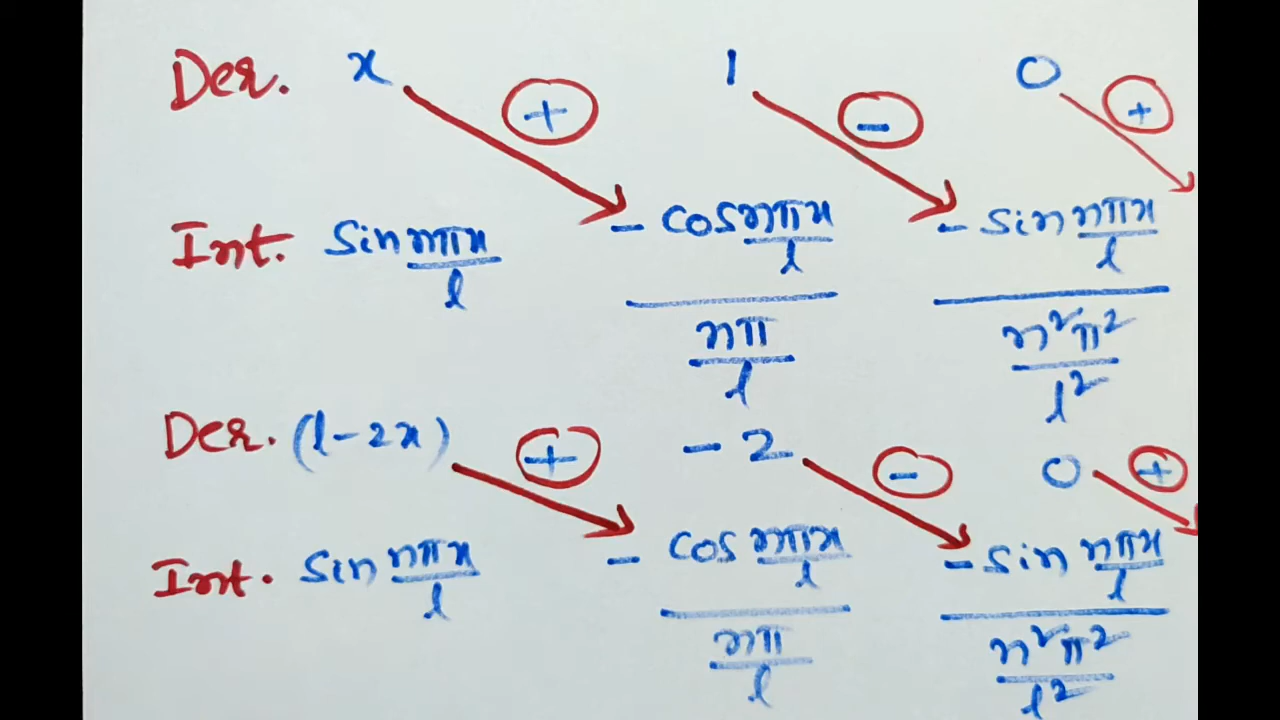 Der. x + 1 - 0 +
Int. sin nπx/l - cos nπx/l / nπ/l - sin nπx/l / n²π²/l²
Der. (l-2x) + -2 - 0 +
Int. sin nπx/l - cos nπx/l / nπ/l - sin nπx/l / n²π²/l²